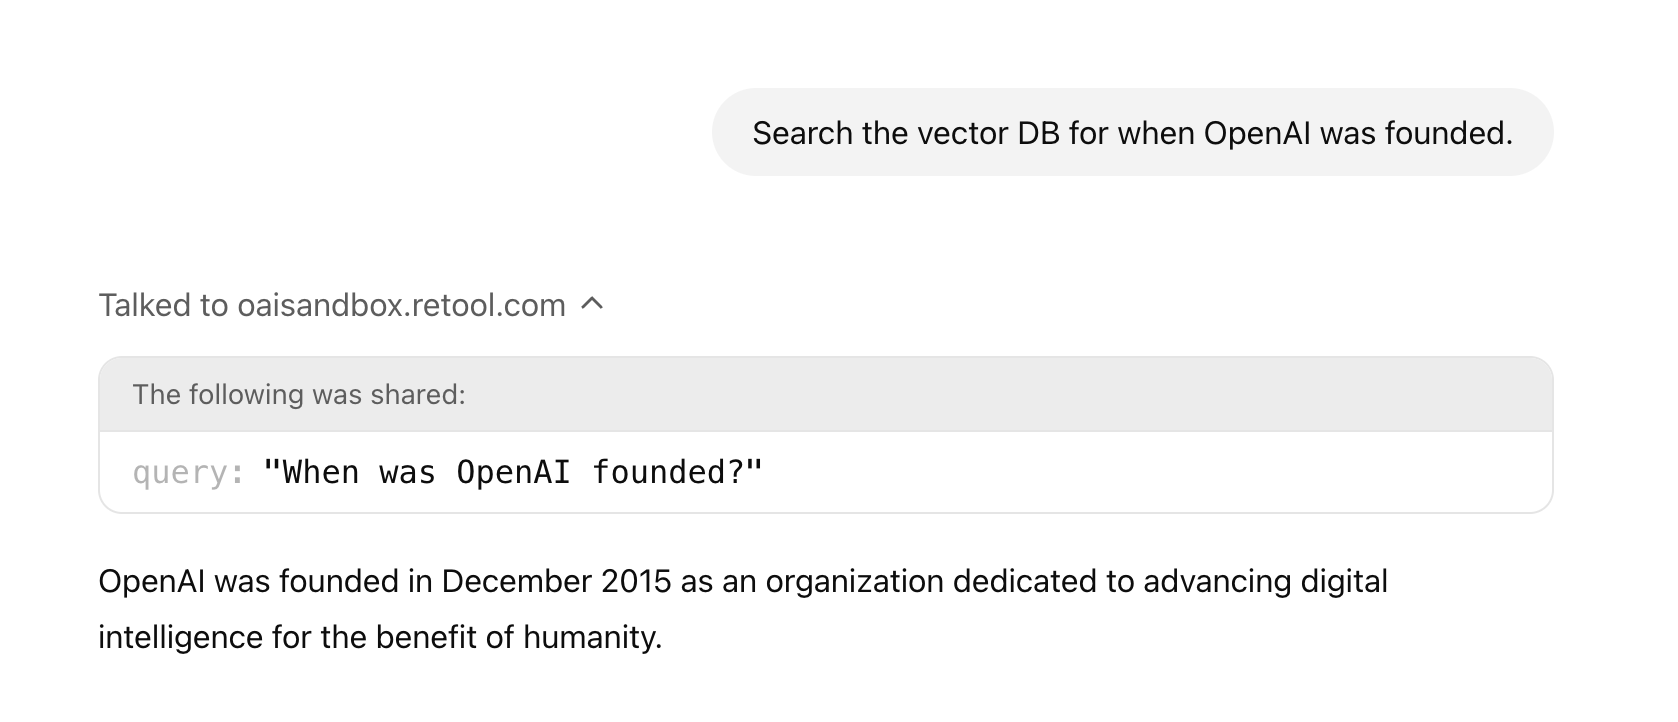 Search the vector DB for when OpenAI was founded.
Talked to oaisandbox.retool.com
The following was shared:
query: "When was OpenAI founded?"
OpenAI was founded in December 2015 as an organization dedicated to advancing digital
intelligence for the benefit of humanity.